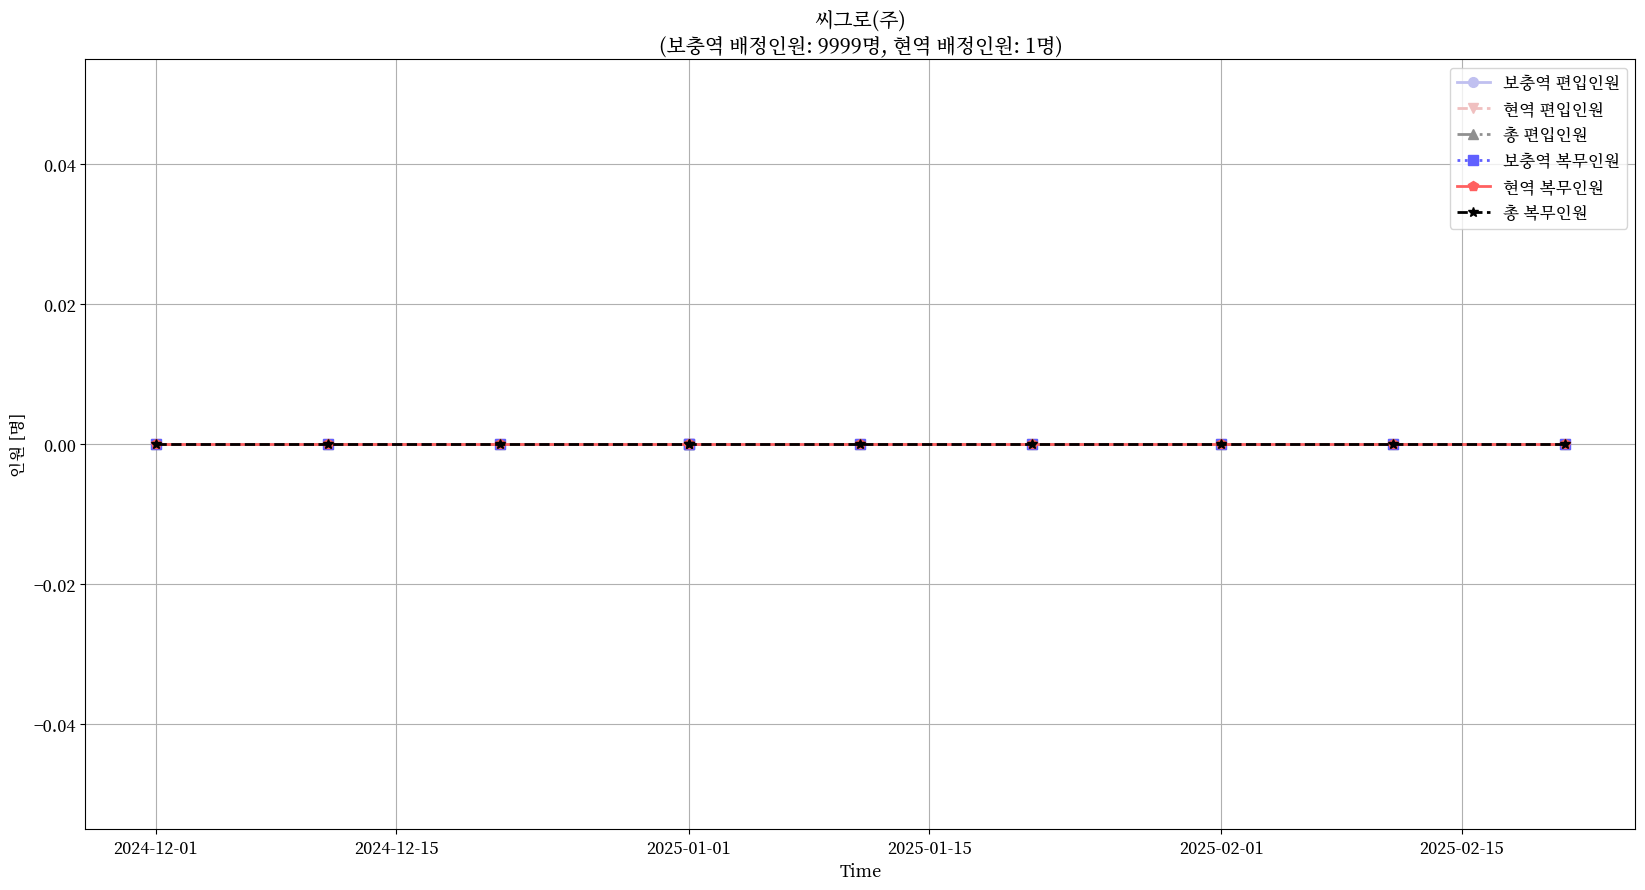 씨그로(주)
(보충역 배정인원: 9999명, 현역 배정인원: 1명)
보충역 편입인원
현역 편입인원
총 편입인원
보충역 복무인원
현역 복무인원
총 복무인원
인원 [명]
0.04
0.02
0.00
−0.02
−0.04
2024-12-01
2024-12-15
2025-01-01
2025-01-15
2025-02-01
2025-02-15
Time